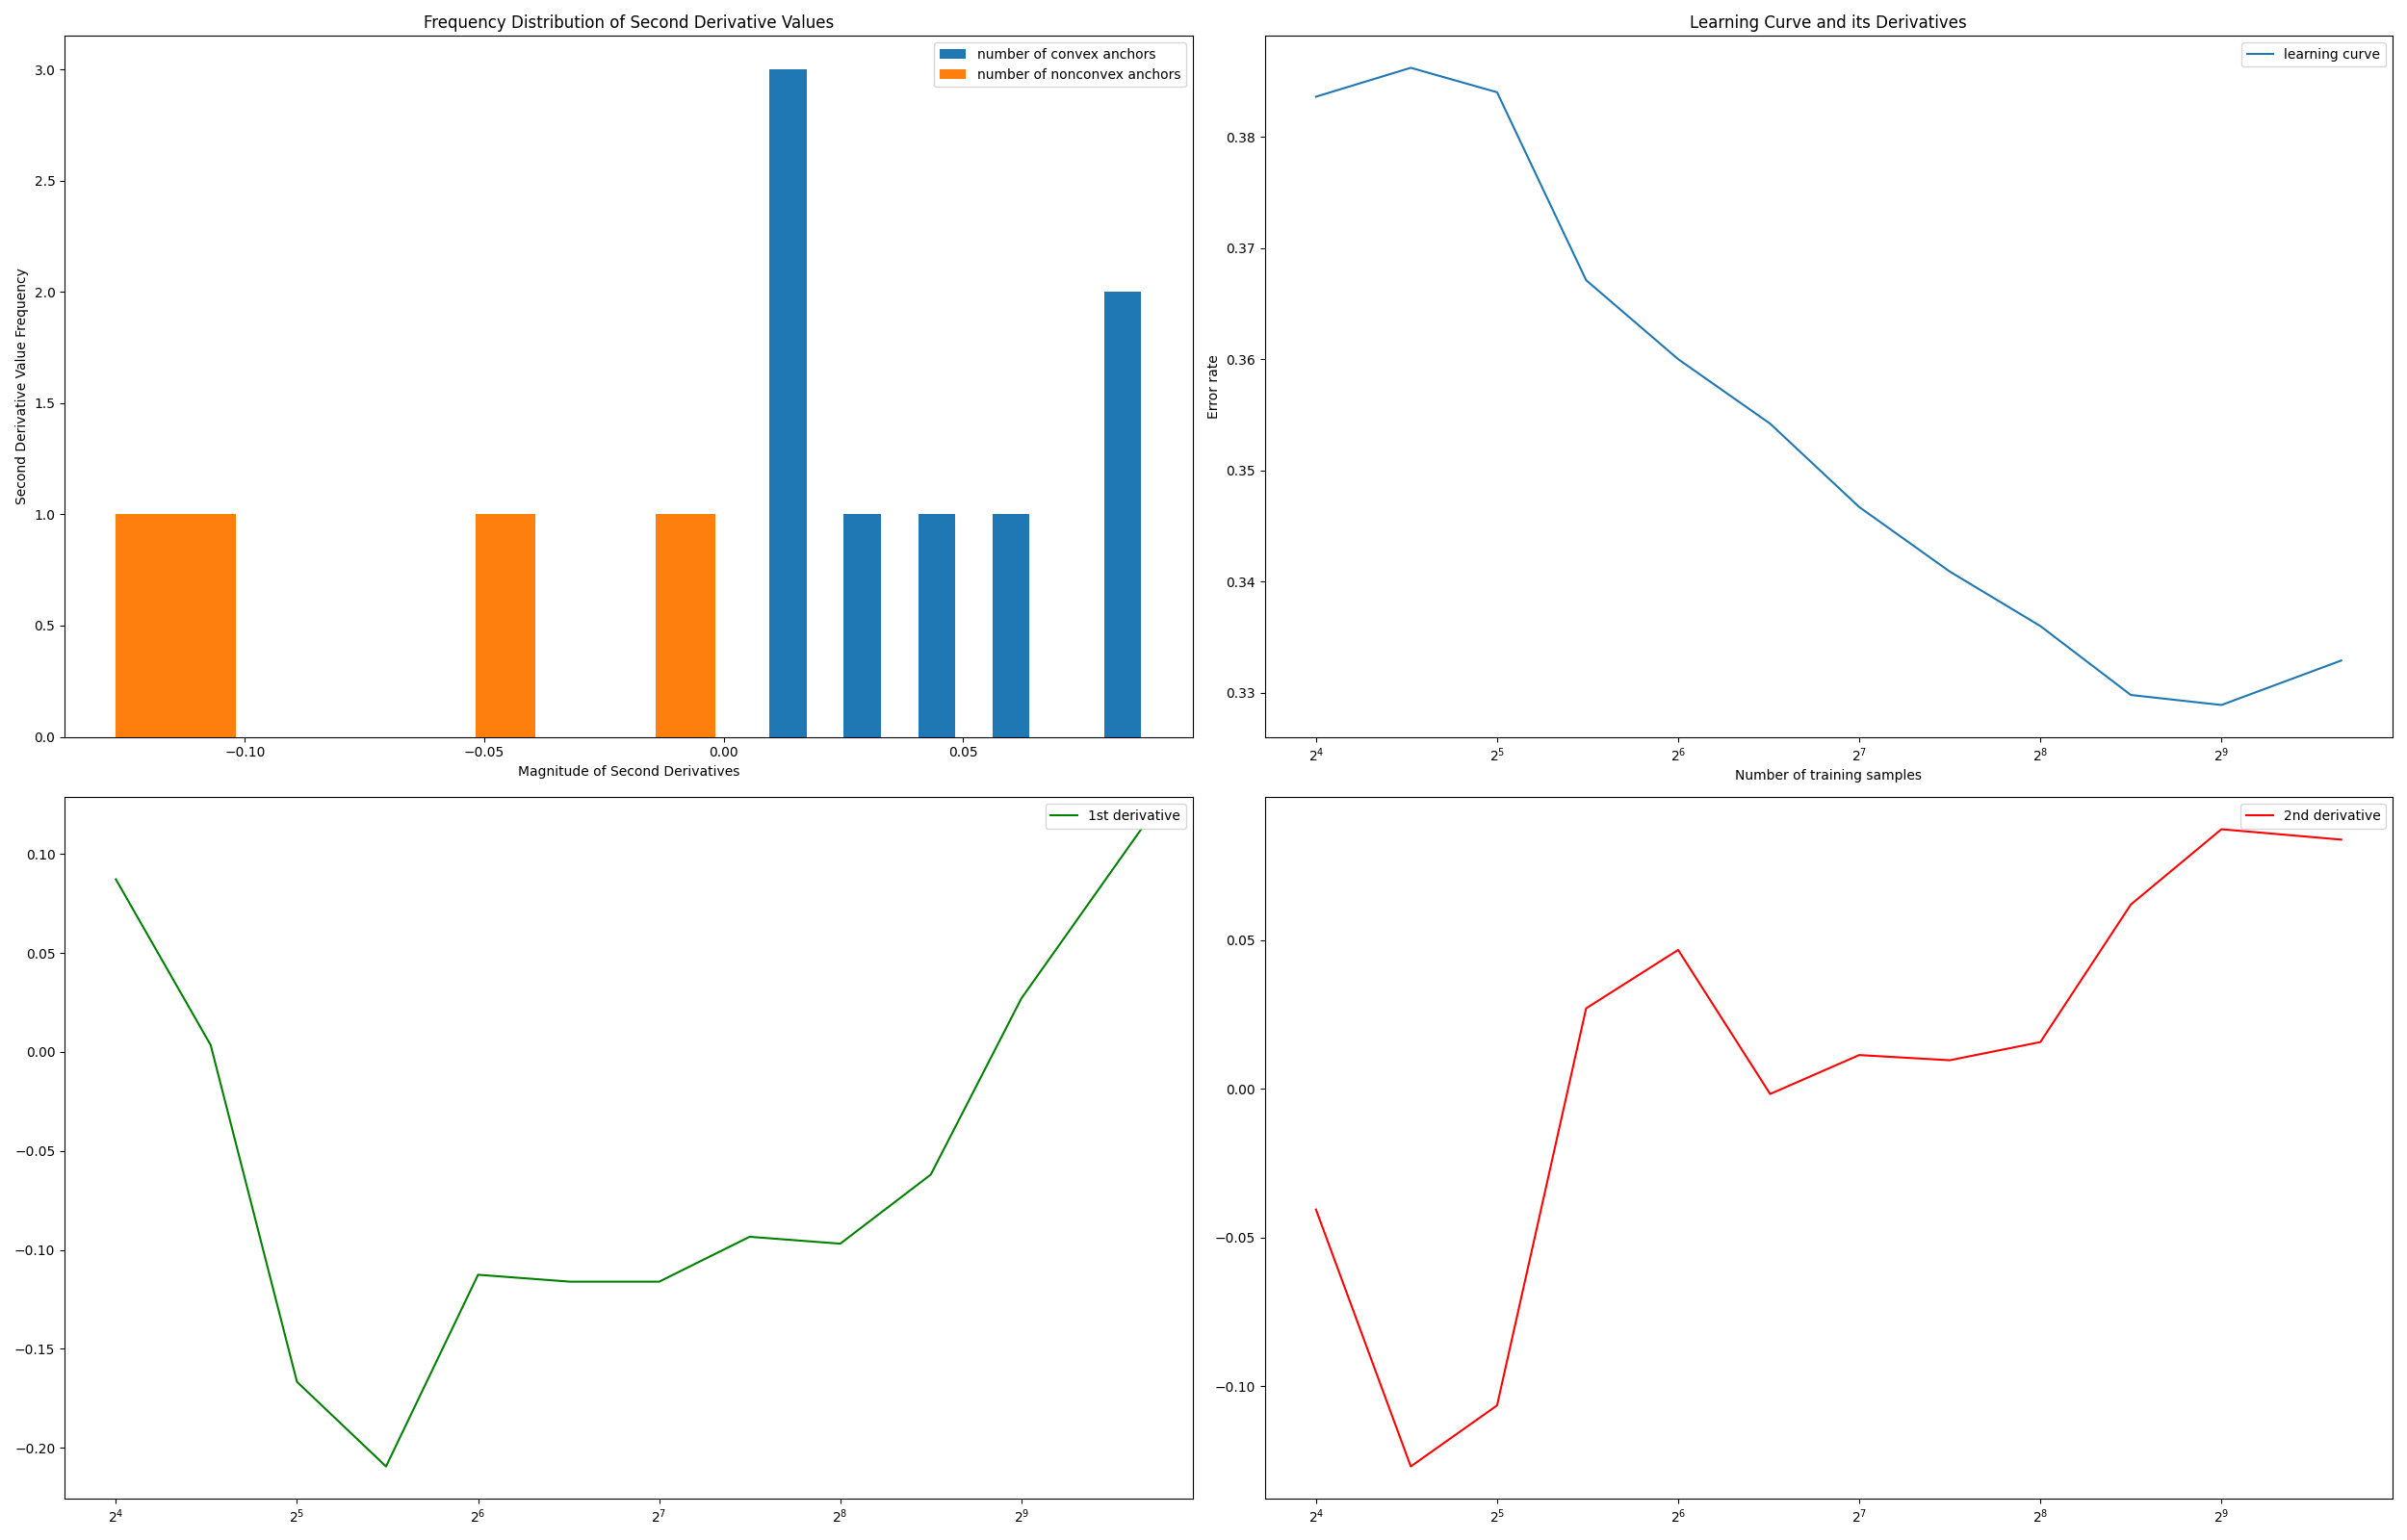 Frequency Distribution of Second Derivative Values
number of convex anchors
number of nonconvex anchors
3.0
2.5
2.0
1.5
1.0
0.5
0.0
Second Derivative Value Frequency
−0.10 −0.05 0.00 0.05
Magnitude of Second Derivatives
Learning Curve and its Derivatives
learning curve
0.38
0.37
0.36
0.35
0.34
0.33
Error rate
2⁴ 2⁵ 2⁶ 2⁷ 2⁸ 2⁹
Number of training samples
1st derivative
0.10
0.05
0.00
−0.05
−0.10
−0.15
−0.20
2⁴ 2⁵ 2⁶ 2⁷ 2⁸ 2⁹
2nd derivative
0.05
0.00
−0.05
−0.10
2⁴ 2⁵ 2⁶ 2⁷ 2⁸ 2⁹